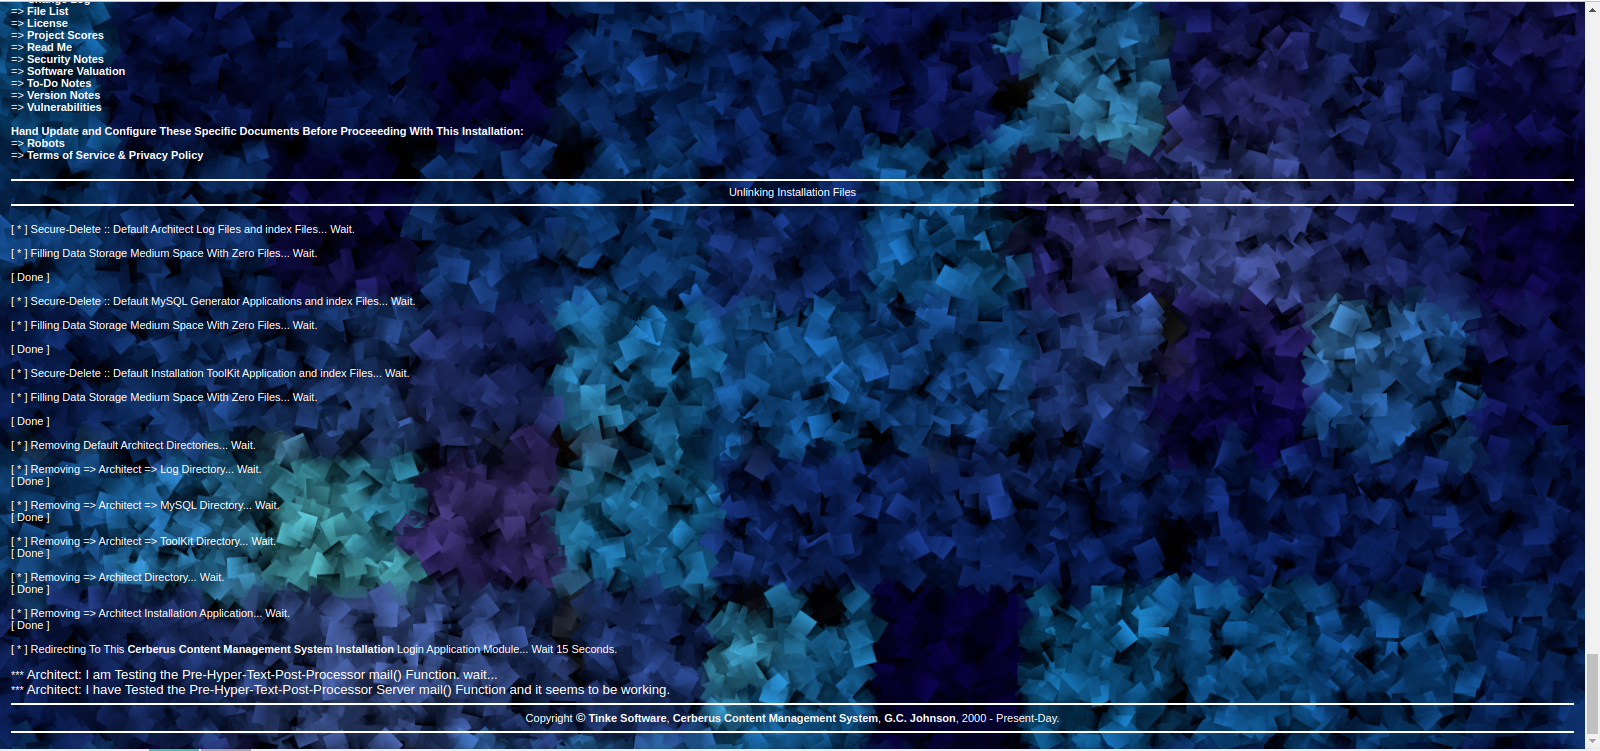 => Change Log
=> File List
=> License
=> Project Scores
=> Read Me
=> Security Notes
=> Software Valuation
=> To-Do Notes
=> Version Notes
=> Vulnerabilities
Hand Update and Configure These Specific Documents Before Proceeeding With This Installation:
=> Robots
=> Terms of Service & Privacy Policy
Unlinking Installation Files
[ * ] Secure-Delete :: Default Architect Log Files and index Files... Wait.
[ * ] Filling Data Storage Medium Space With Zero Files... Wait.
[ Done ]
[ * ] Secure-Delete :: Default MySQL Generator Applications and index Files... Wait.
[ * ] Filling Data Storage Medium Space With Zero Files... Wait.
[ Done ]
[ * ] Secure-Delete :: Default Installation ToolKit Application and index Files... Wait.
[ * ] Filling Data Storage Medium Space With Zero Files... Wait.
[ Done ]
[ * ] Removing Default Architect Directories... Wait.
[ * ] Removing => Architect => Log Directory... Wait.
[ Done ]
[ * ] Removing => Architect => MySQL Directory... Wait.
[ Done ]
[ * ] Removing => Architect => ToolKit Directory... Wait.
[ Done ]
[ * ] Removing => Architect Directory... Wait.
[ Done ]
[ * ] Removing => Architect Installation Application... Wait.
[ Done ]
[ * ] Redirecting To This Cerberus Content Management System Installation Login Application Module... Wait 15 Seconds.
*** Architect: I am Testing the Pre-Hyper-Text-Post-Processor mail() Function. wait...
*** Architect: I have Tested the Pre-Hyper-Text-Post-Processor Server mail() Function and it seems to be working.
Copyright © Tinke Software, Cerberus Content Management System, G.C. Johnson, 2000 - Present-Day.